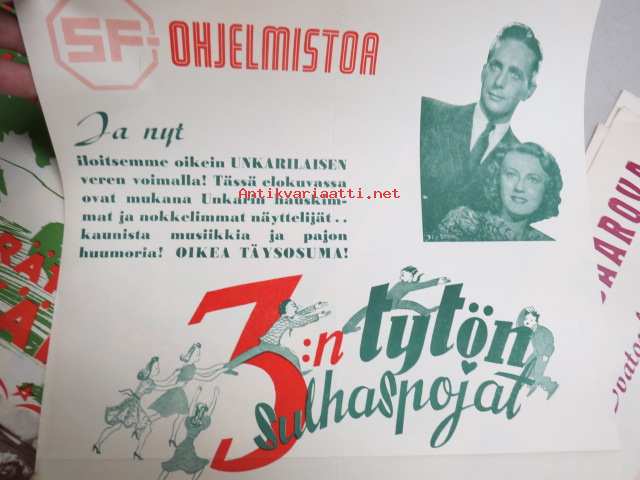 SF-OHJELMISTOA
Ja nyt
iloitsemme oikein UNKARILAISEN
veren voimalla! Tässä elokuvassa
ovat mukana Unkarin hauskim-
mat ja nokkelimmat näyttelijät..
kaunista musiikkia ja pajon
huumoria! OIKEA TÄYSOSUMA!
Antikvariaatti.net
3:n tytön
sulhaspojat
AAROVA